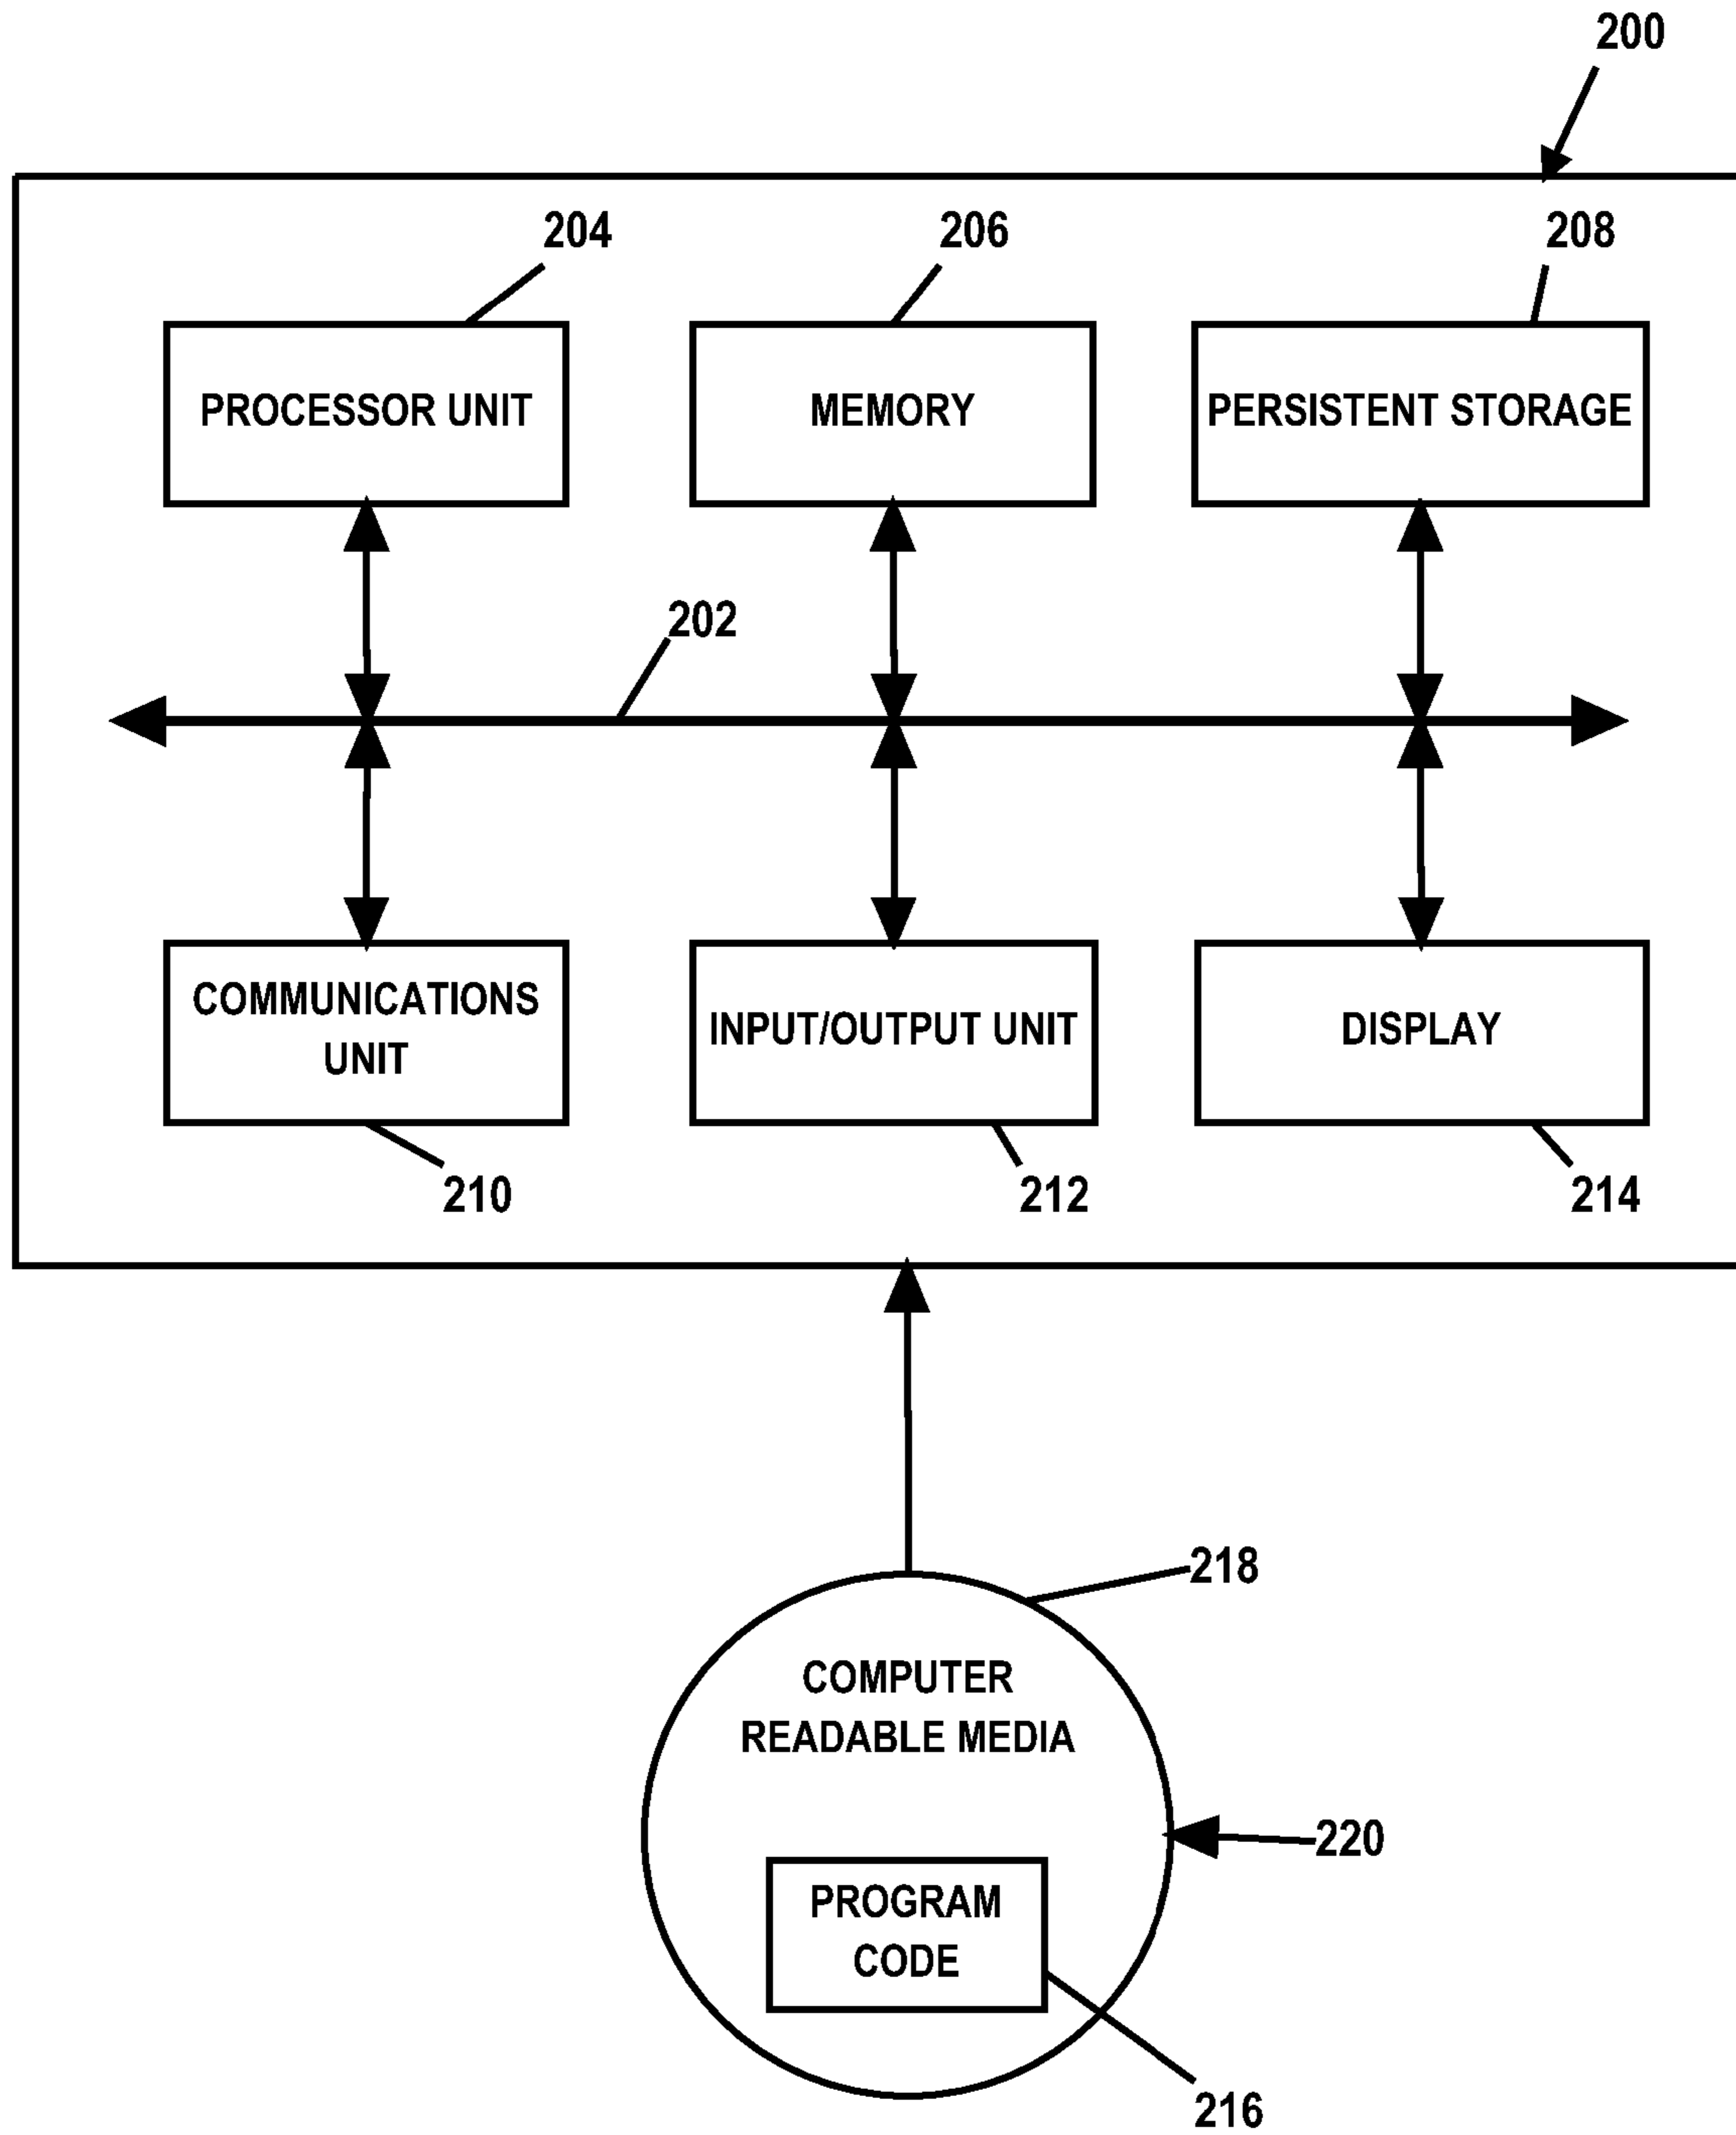 200
204
206
208
PROCESSOR UNIT
MEMORY
PERSISTENT STORAGE
202
COMMUNICATIONS
UNIT
INPUT/OUTPUT UNIT
DISPLAY
210
212
214
218
COMPUTER
READABLE MEDIA
220
PROGRAM
CODE
216